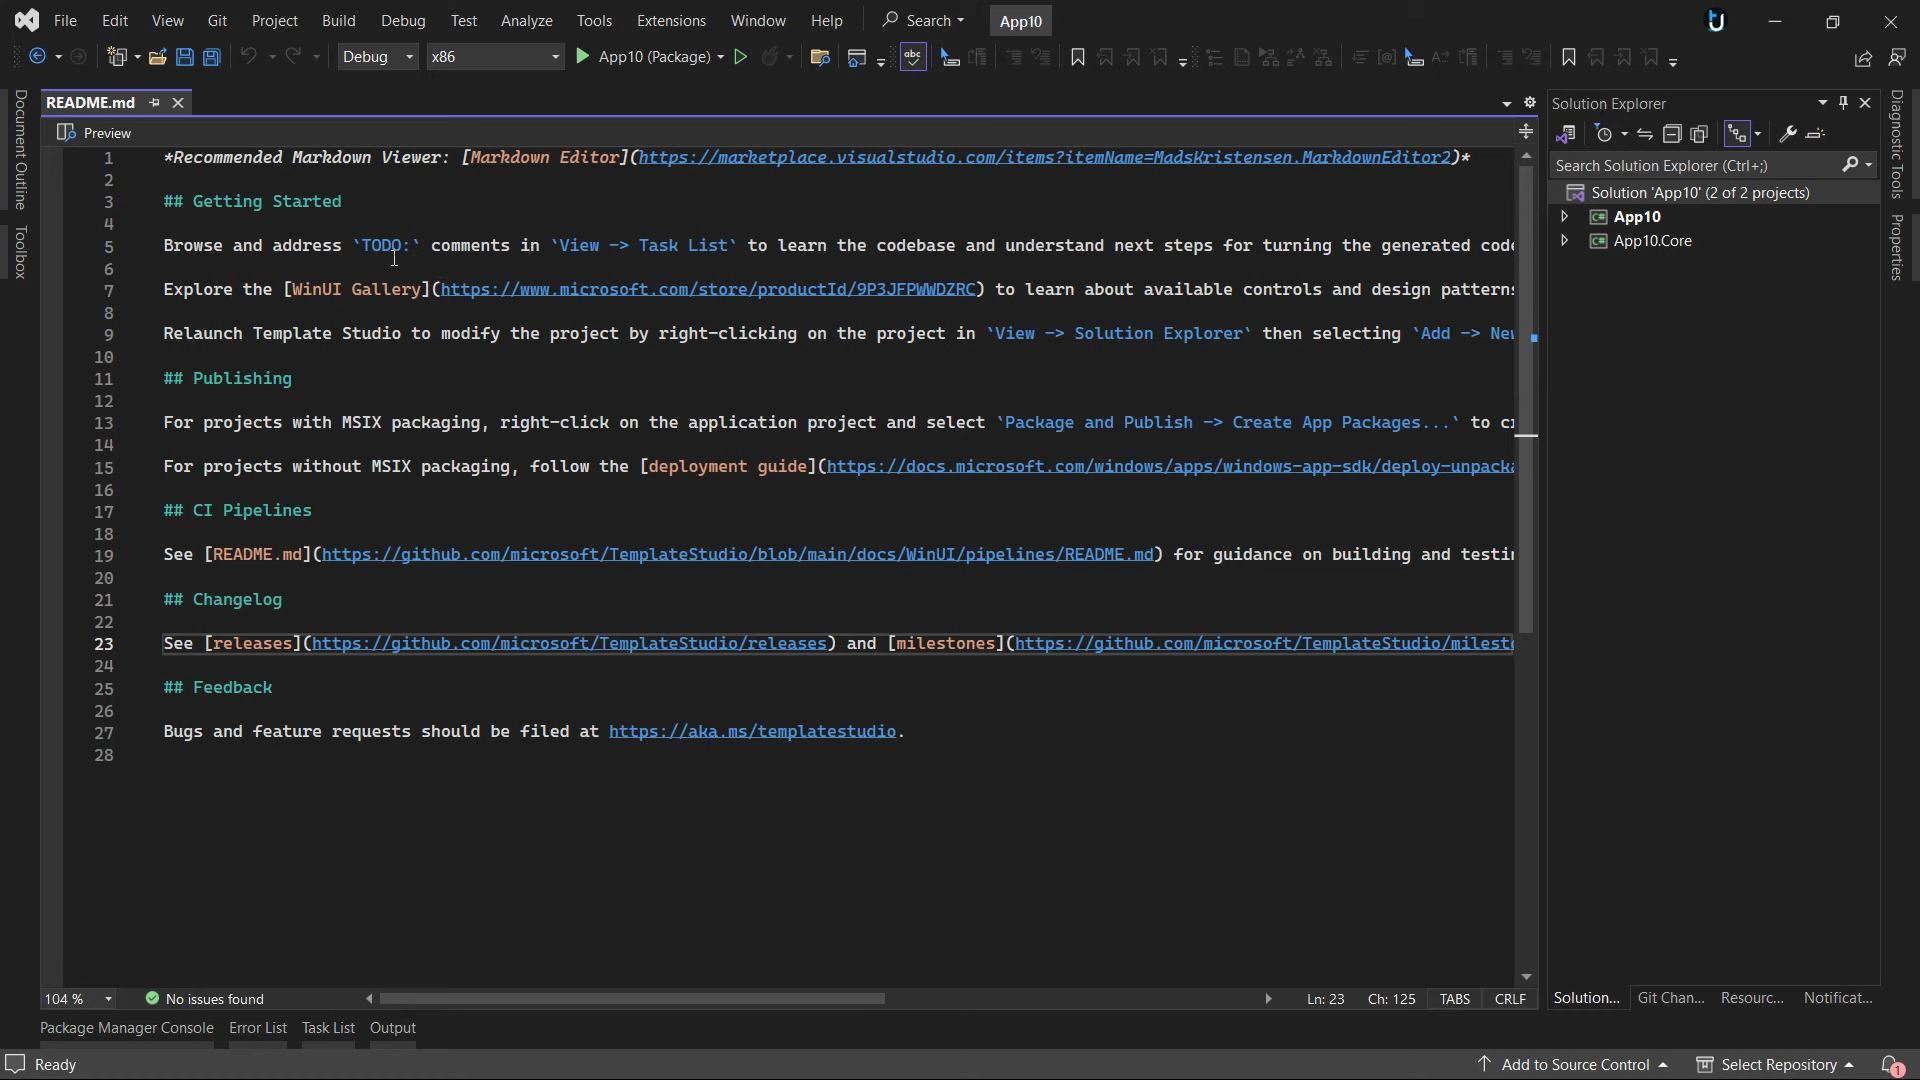 File Edit View Git Project Build Debug Test Analyze Tools Extensions Window Help Search App10
Debug x86 App10 (Package)
README.md
Preview
1 *Recommended Markdown Viewer: [Markdown Editor](https://marketplace.visualstudio.com/items?itemName=MadsKristensen.MarkdownEditor2)*
2
3 ## Getting Started
4
5 Browse and address `TODO:` comments in `View -> Task List` to learn the codebase and understand next steps for turning the generated code
6
7 Explore the [WinUI Gallery](https://www.microsoft.com/store/productId/9P3JFPWWDZRC) to learn about available controls and design patterns
8
9 Relaunch Template Studio to modify the project by right-clicking on the project in `View -> Solution Explorer` then selecting `Add -> New
10
11 ## Publishing
12
13 For projects with MSIX packaging, right-click on the application project and select `Package and Publish -> Create App Packages...` to cr
14
15 For projects without MSIX packaging, follow the [deployment guide](https://docs.microsoft.com/windows/apps/windows-app-sdk/deploy-unpacka
16
17 ## CI Pipelines
18
19 See [README.md](https://github.com/microsoft/TemplateStudio/blob/main/docs/WinUI/pipelines/README.md) for guidance on building and testin
20
21 ## Changelog
22
23 See [releases](https://github.com/microsoft/TemplateStudio/releases) and [milestones](https://github.com/microsoft/TemplateStudio/milesto
24
25 ## Feedback
26
27 Bugs and feature requests should be filed at https://aka.ms/templatestudio.
28
104 % No issues found Ln: 23 Ch: 125 TABS CRLF
Document Outline
Toolbox
Solution Explorer
Search Solution Explorer (Ctrl+;)
Solution 'App10' (2 of 2 projects)
App10
App10.Core
Solution... Git Chan... Resourc... Notificat...
Diagnostic Tools
Properties
Package Manager Console Error List Task List Output
Ready Add to Source Control Select Repository 1